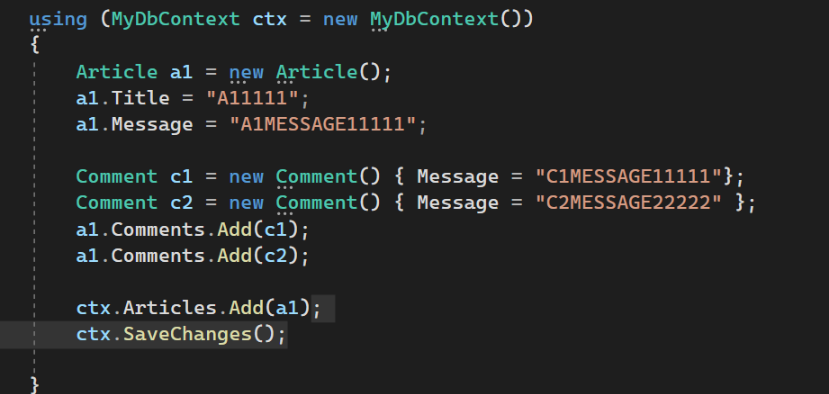 using (MyDbContext ctx = new MyDbContext())
{
Article a1 = new Article();
a1.Title = "A11111";
a1.Message = "A1MESSAGE11111";
Comment c1 = new Comment() { Message = "C1MESSAGE11111"};
Comment c2 = new Comment() { Message = "C2MESSAGE22222" };
a1.Comments.Add(c1);
a1.Comments.Add(c2);
ctx.Articles.Add(a1);
ctx.SaveChanges();
}